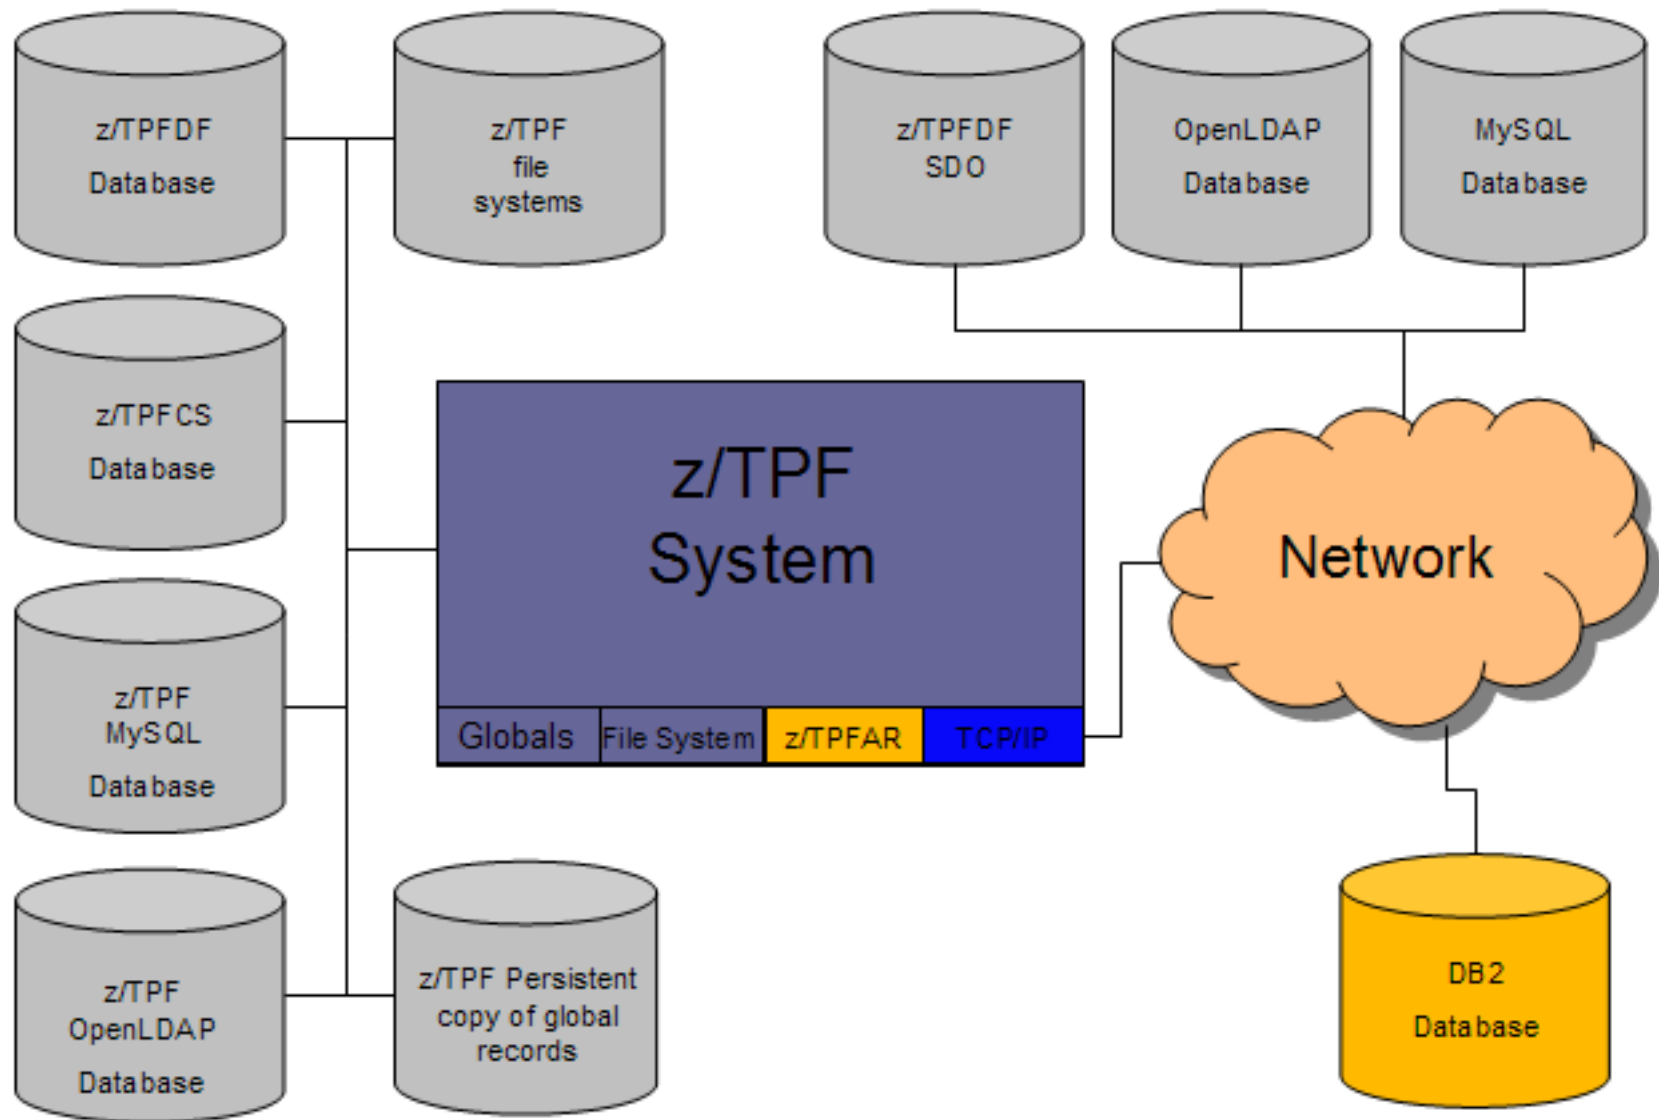 z/TPFDF
Database
z/TPF
file
systems
z/TPFDF
SDO
OpenLDAP
Database
MySQL
Database
z/TPFCS
Database
z/TPF
System
Network
z/TPF
MySQL
Database
Globals
File System
z/TPFAR
TCP/IP
z/TPF
OpenLDAP
Database
z/TPF Persistent
copy of global
records
DB2
Database